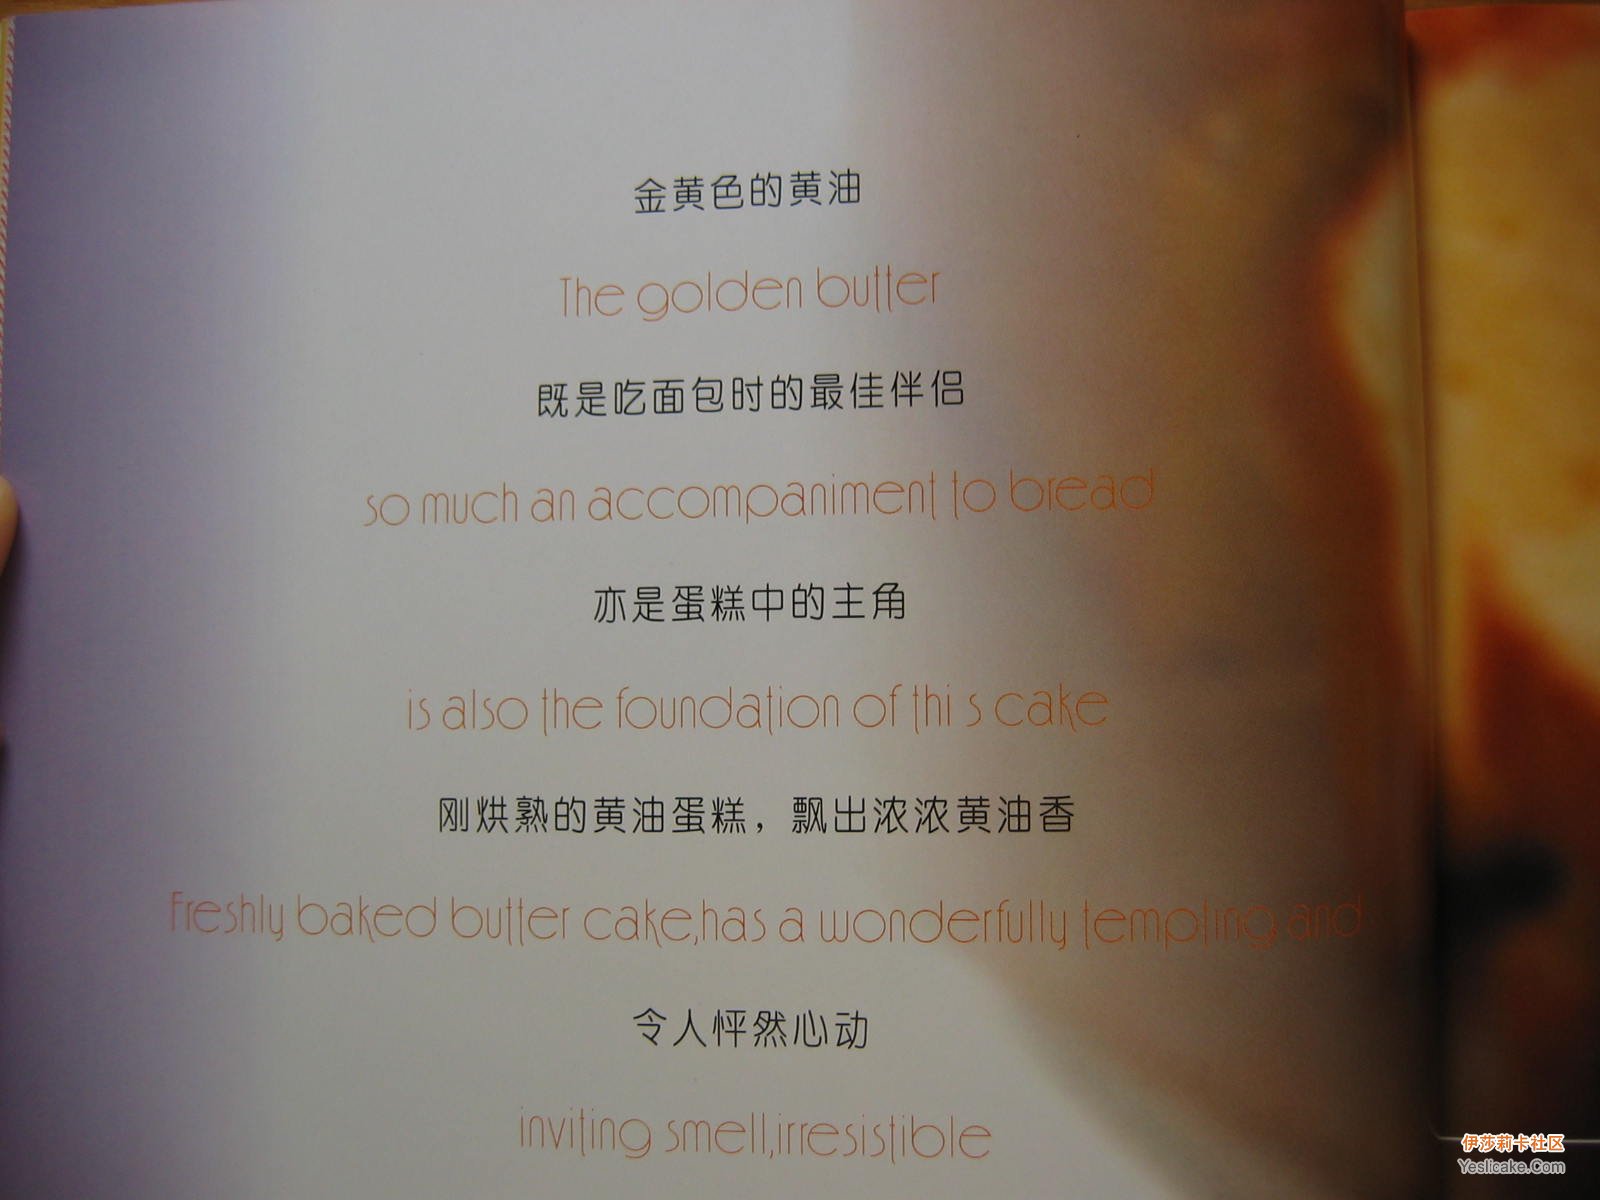 金黄色的黄油
The golden butter
既是吃面包时的最佳伴侣
so much an accompaniment to bread
亦是蛋糕中的主角
is also the foundation of thi s cake
刚烘熟的黄油蛋糕，飘出浓浓黄油香
Freshly baked butter cake,has a wonderfully tempting and
令人怦然心动
inviting smell,irresistible
伊莎莉卡社区
Yeslicake.Com